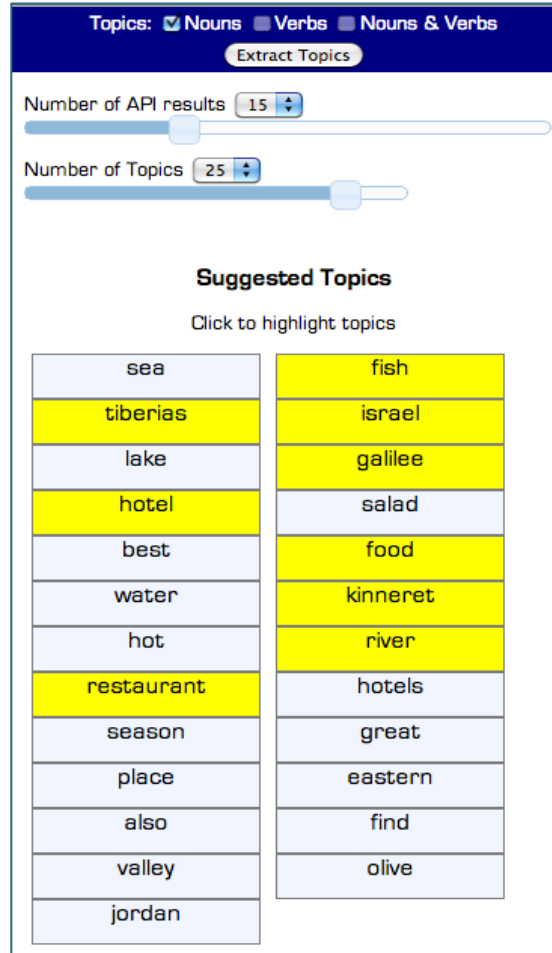 Topics: Nouns Verbs Nouns & Verbs
Extract Topics
Number of API results 15
Number of Topics 25
Suggested Topics
Click to highlight topics
sea
tiberias
lake
hotel
best
water
hot
restaurant
season
place
also
valley
jordan
fish
israel
galilee
salad
food
kinneret
river
hotels
great
eastern
find
olive